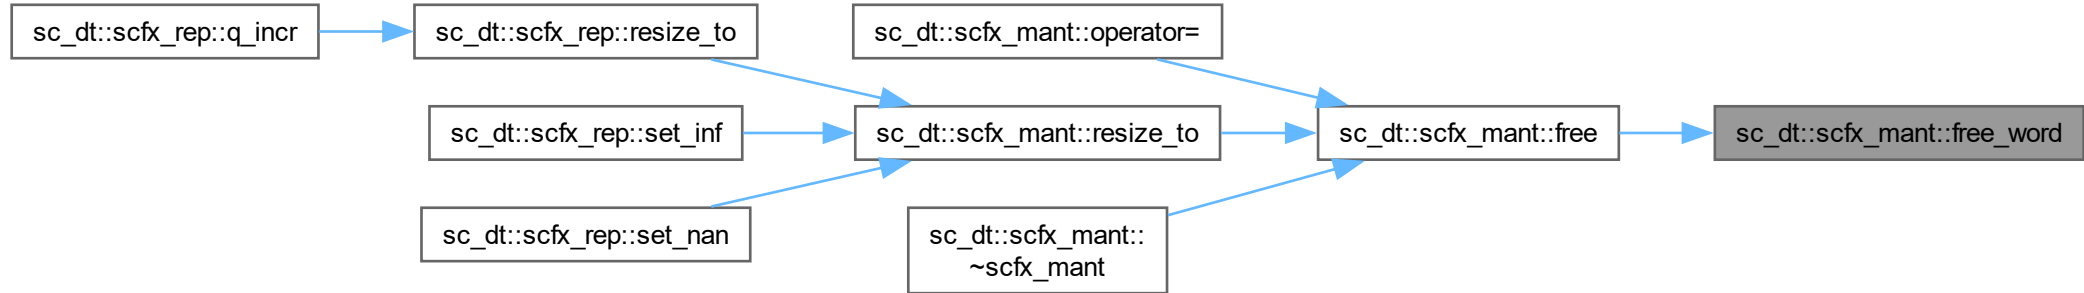 sc_dt::scfx_rep::q_incr
sc_dt::scfx_rep::resize_to
sc_dt::scfx_mant::operator=
sc_dt::scfx_rep::set_inf
sc_dt::scfx_mant::resize_to
sc_dt::scfx_mant::free
sc_dt::scfx_mant::free_word
sc_dt::scfx_rep::set_nan
sc_dt::scfx_mant::
~scfx_mant